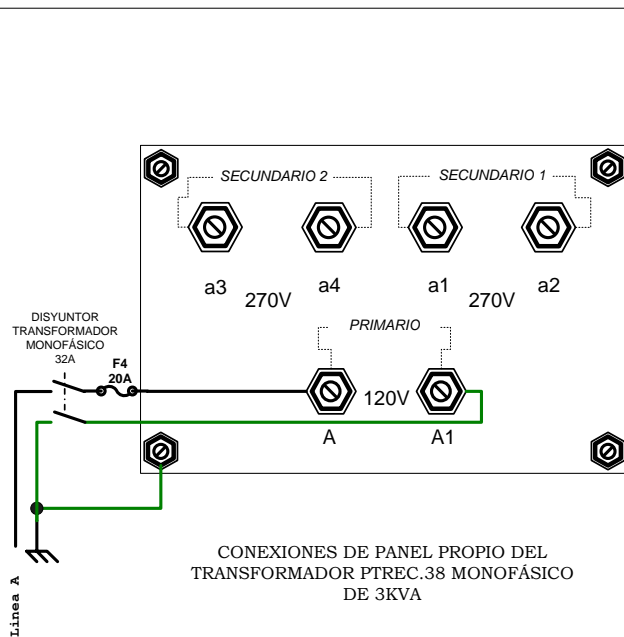 SECUNDARIO 2
SECUNDARIO 1
a3
270V
a4
a1
270V
a2
DISYUNTOR
TRANSFORMADOR
MONOFÁSICO
32A
F4
20A
PRIMARIO
120V
A
A1
CONEXIONES DE PANEL PROPIO DEL
TRANSFORMADOR PTREC.38 MONOFÁSICO
DE 3KVA
Linea A